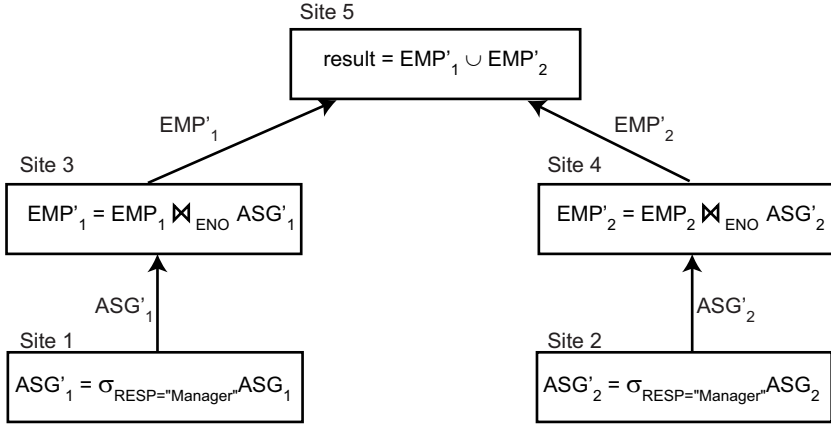 Site 5
result = EMP’₁ ∪ EMP’₂
EMP’₁ EMP’₂
Site 3 Site 4
EMP’₁ = EMP₁ ⋈ ENO ASG’₁ EMP’₂ = EMP₂ ⋈ ENO ASG’₂
ASG’₁ ASG’₂
Site 1 Site 2
ASG’₁ = σ RESP="Manager" ASG₁ ASG’₂ = σ RESP="Manager" ASG₂